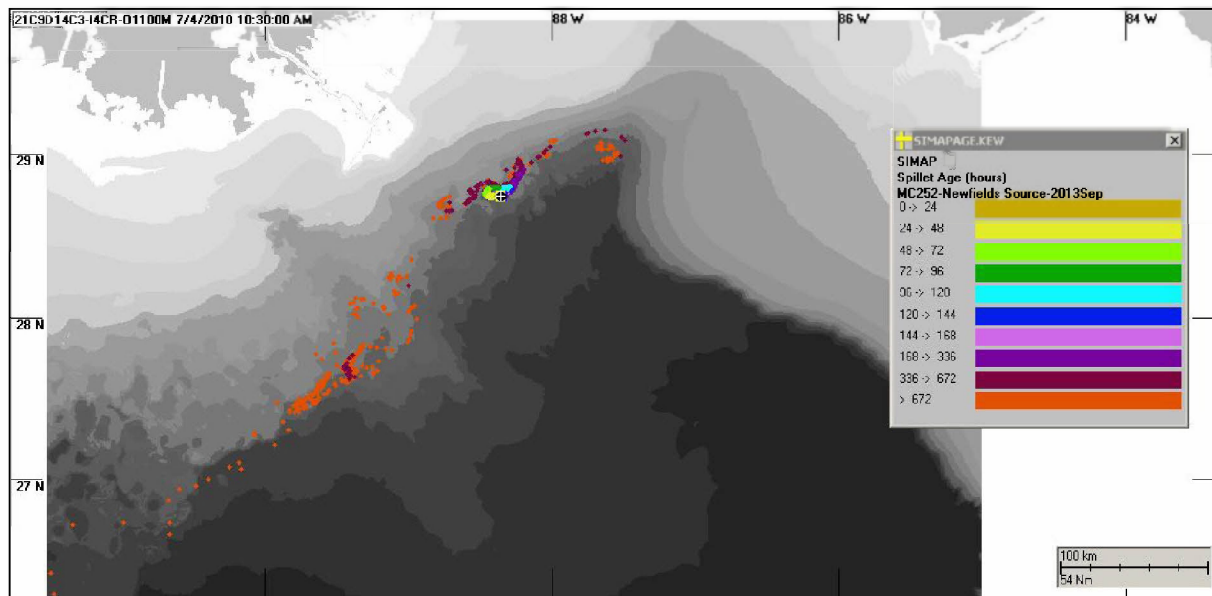 21C9D14C3-I4CR-O1100M 7/4/2010 10:30:00 AM
88 W
86 W
84 W
29 N
28 N
27 N
SIMAPAGE.KEW
SIMAP
Spillet Age (hours)
MC252-Newfields Source-2013Sep
0 -> 24
24 -> 48
48 -> 72
72 -> 96
96 -> 120
120 -> 144
144 -> 168
168 -> 336
336 -> 672
> 672
100 km
54 Nm